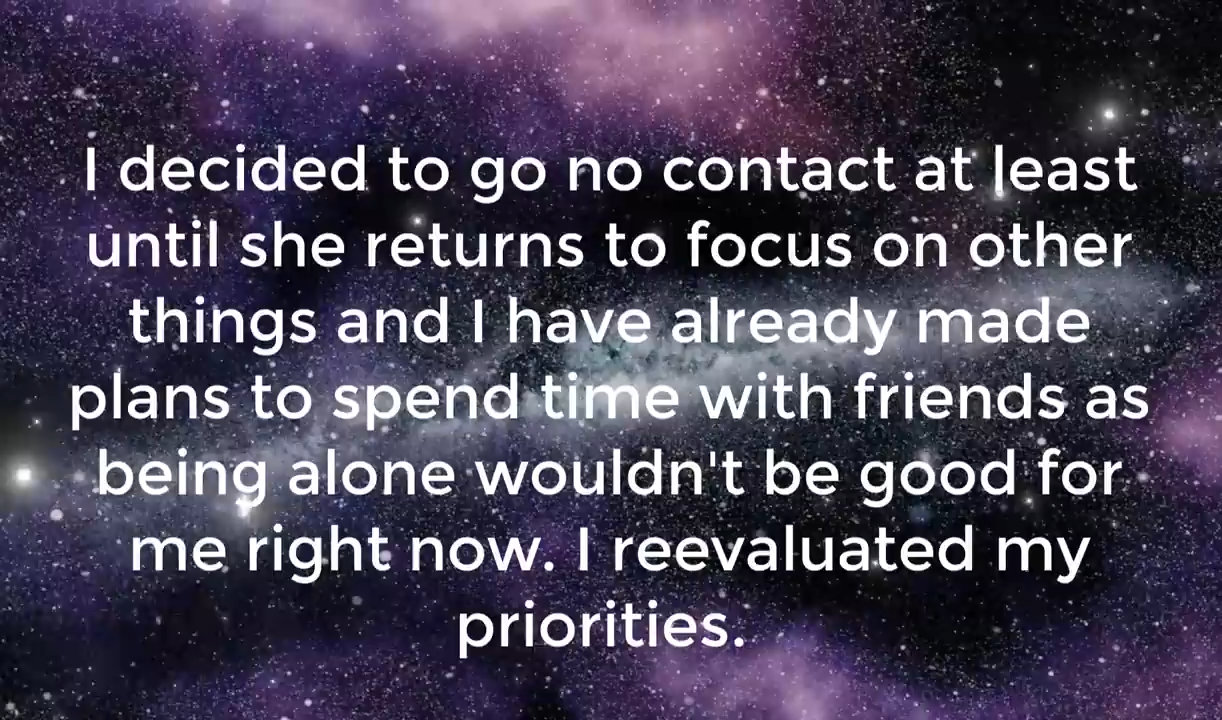 I decided to go no contact at least
until she returns to focus on other
things and I have already made
plans to spend time with friends as
being alone wouldn't be good for
me right now. I reevaluated my
priorities.